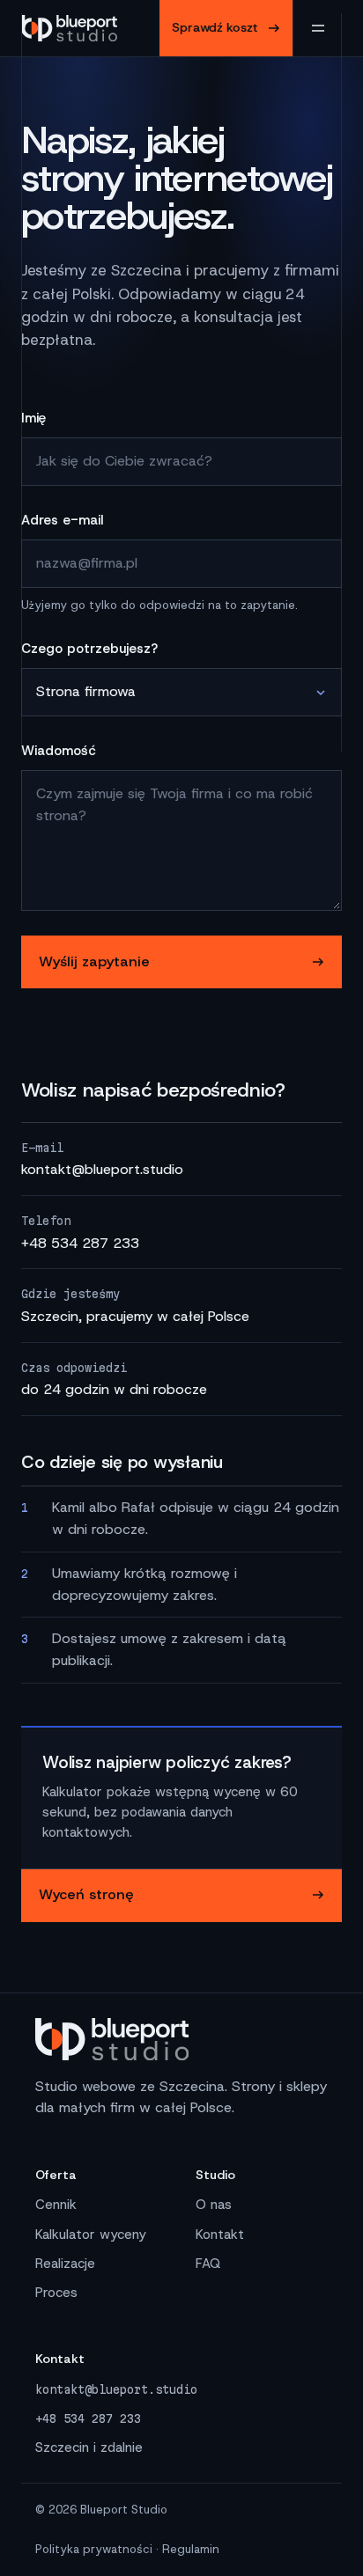 blueport
studio
Sprawdź koszt →
Napisz, jakiej
strony internetowej
potrzebujesz.
Jesteśmy ze Szczecina i pracujemy z firmami
z całej Polski. Odpowiadamy w ciągu 24
godzin w dni robocze, a konsultacja jest
bezpłatna.
Imię
Jak się do Ciebie zwracać?
Adres e-mail
nazwa@firma.pl
Użyjemy go tylko do odpowiedzi na to zapytanie.
Czego potrzebujesz?
Strona firmowa
Wiadomość
Czym zajmuje się Twoja firma i co ma robić
strona?
Wyślij zapytanie →
Wolisz napisać bezpośrednio?
E-mail
kontakt@blueport.studio
Telefon
+48 534 287 233
Gdzie jesteśmy
Szczecin, pracujemy w całej Polsce
Czas odpowiedzi
do 24 godzin w dni robocze
Co dzieje się po wysłaniu
1 Kamil albo Rafał odpisuje w ciągu 24 godzin
w dni robocze.
2 Umawiamy krótką rozmowę i
doprecyzowujemy zakres.
3 Dostajesz umowę z zakresem i datą
publikacji.
Wolisz najpierw policzyć zakres?
Kalkulator pokaże wstępną wycenę w 60
sekund, bez podawania danych
kontaktowych.
Wyceń stronę →
blueport
studio
Studio webowe ze Szczecina. Strony i sklepy
dla małych firm w całej Polsce.
Oferta
Cennik
Kalkulator wyceny
Realizacje
Proces
Studio
O nas
Kontakt
FAQ
Kontakt
kontakt@blueport.studio
+48 534 287 233
Szczecin i zdalnie
© 2026 Blueport Studio
Polityka prywatności · Regulamin